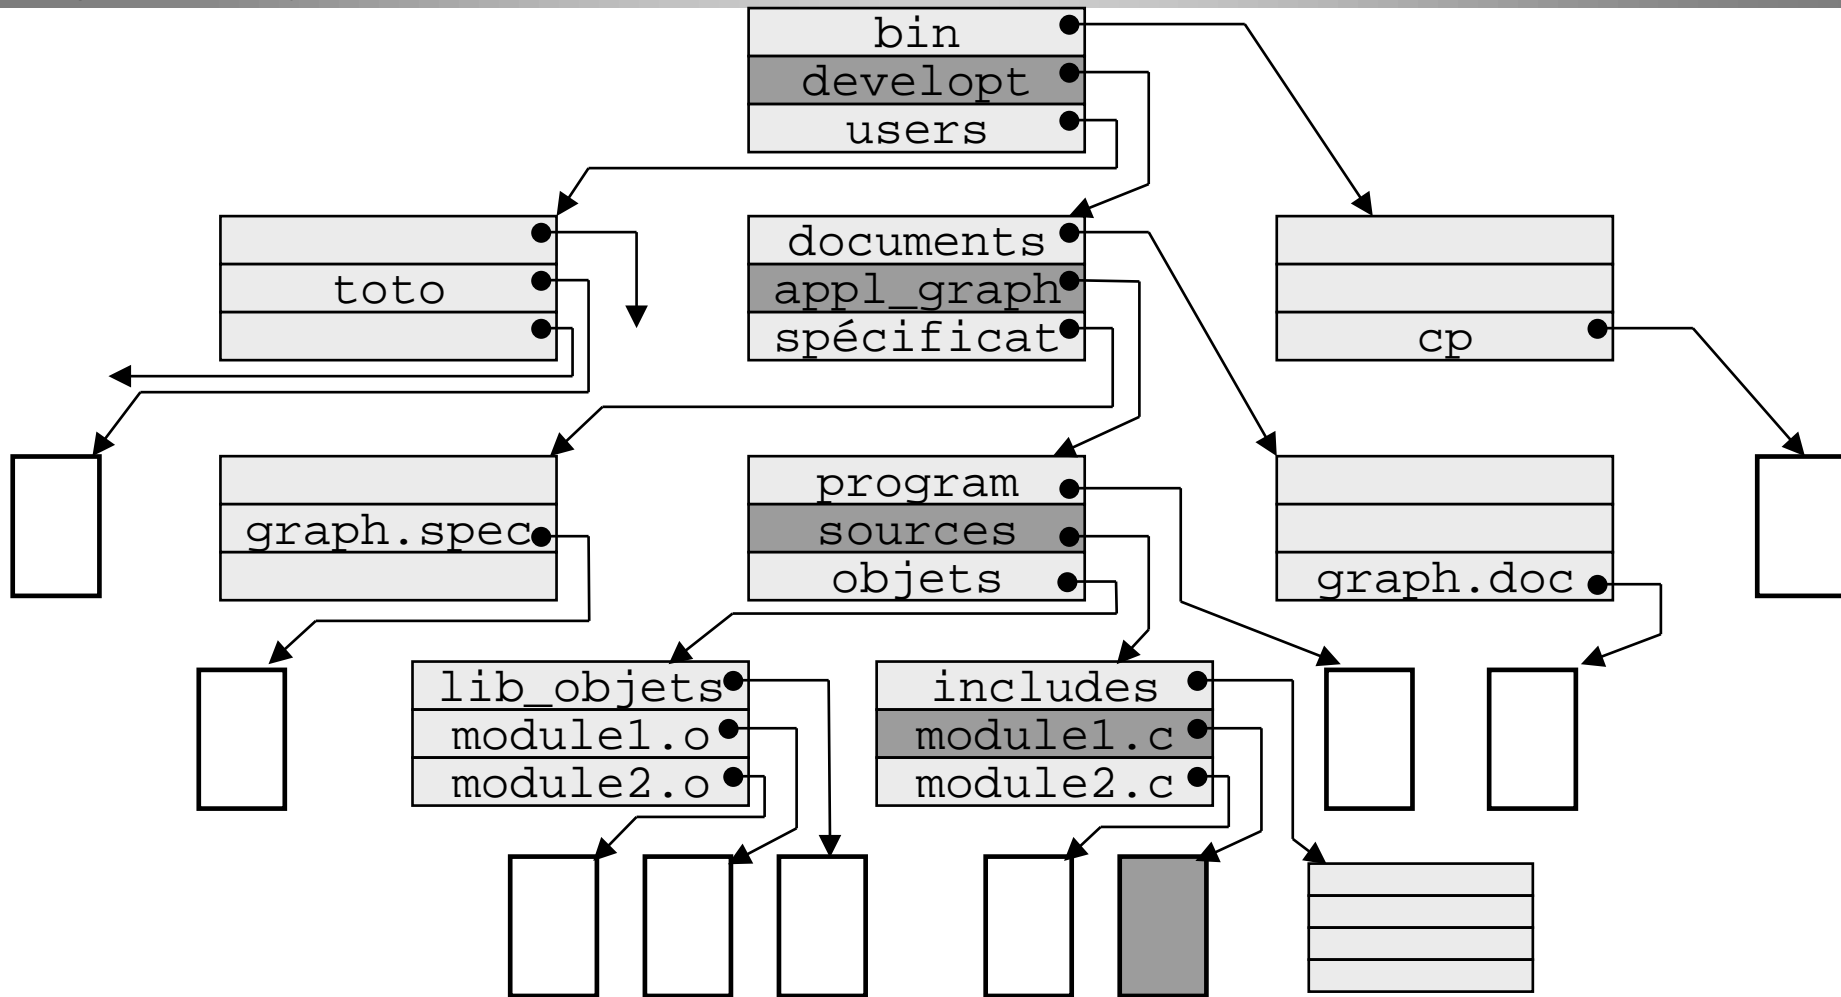 bin
developt
users
toto
documents
appl_graph
spécificat
cp
graph.spec
program
sources
objets
graph.doc
lib_objets
module1.o
module2.o
includes
module1.c
module2.c